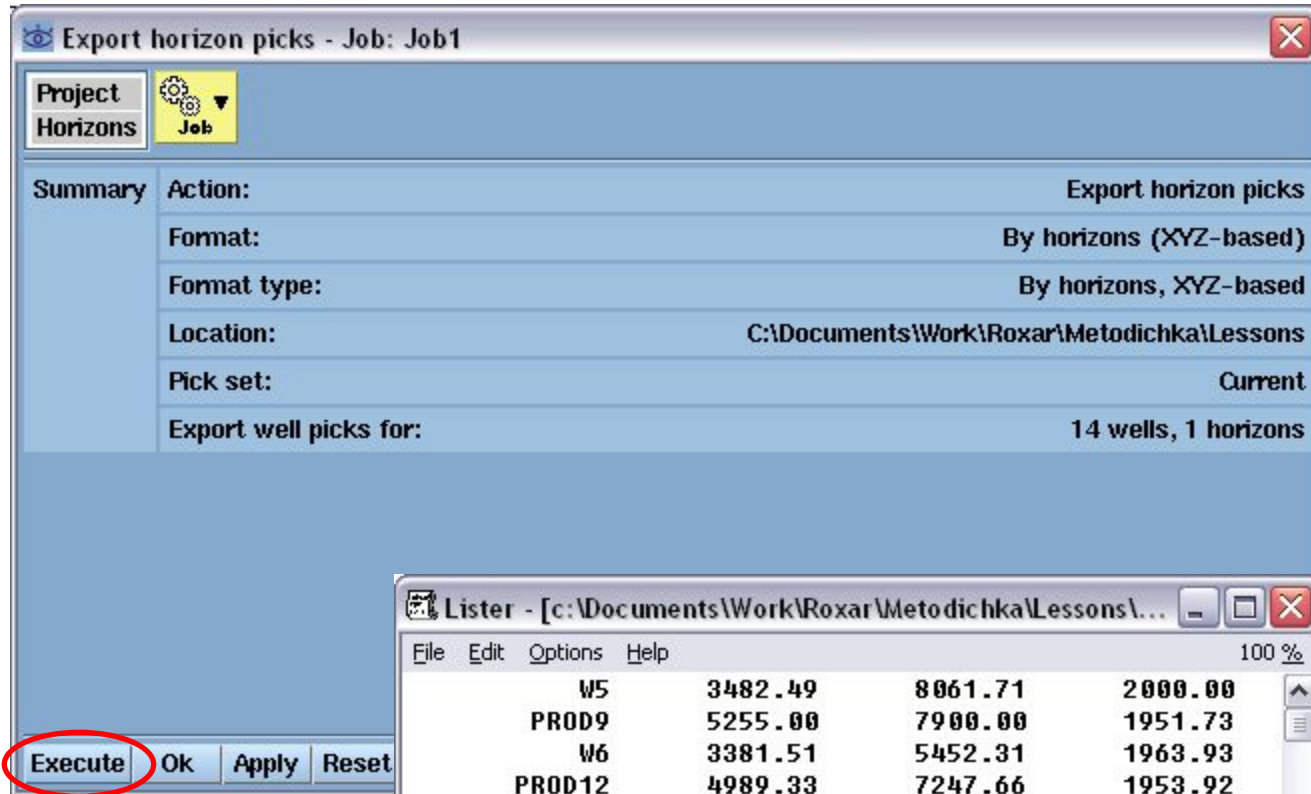 Export horizon picks - Job: Job1
Project
Horizons
Job
Summary
Action: Export horizon picks
Format: By horizons (XYZ-based)
Format type: By horizons, XYZ-based
Location: C:\Documents\Work\Roxar\Metodichka\Lessons
Pick set: Current
Export well picks for: 14 wells, 1 horizons
Execute Ok Apply Reset
Lister - [c:\Documents\Work\Roxar\Metodichka\Lessons\...
File Edit Options Help 100 %
W5 3482.49 8061.71 2000.00
PROD9 5255.00 7900.00 1951.73
W6 3381.51 5452.31 1963.93
PROD12 4989.33 7247.66 1953.92